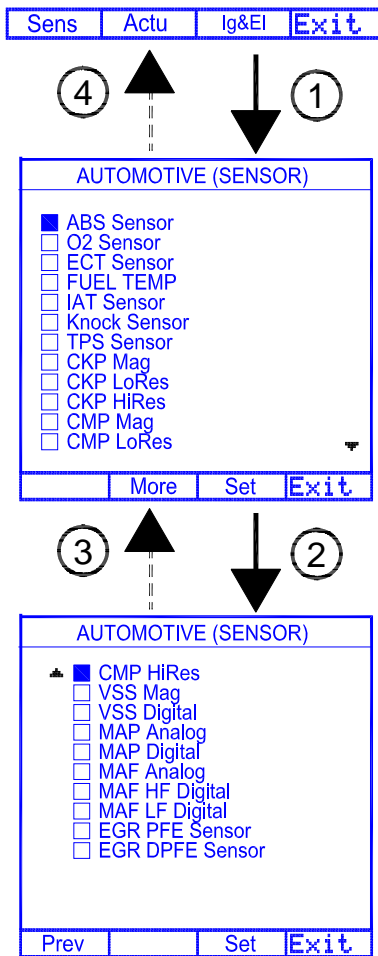 Sens Actu Ig&El Exit
4 1
AUTOMOTIVE (SENSOR)
ABS Sensor
O2 Sensor
ECT Sensor
FUEL TEMP
IAT Sensor
Knock Sensor
TPS Sensor
CKP Mag
CKP LoRes
CKP HiRes
CMP Mag
CMP LoRes
More Set Exit
3 2
AUTOMOTIVE (SENSOR)
CMP HiRes
VSS Mag
VSS Digital
MAP Analog
MAP Digital
MAF Analog
MAF HF Digital
MAF LF Digital
EGR PFE Sensor
EGR DPFE Sensor
Prev Set Exit